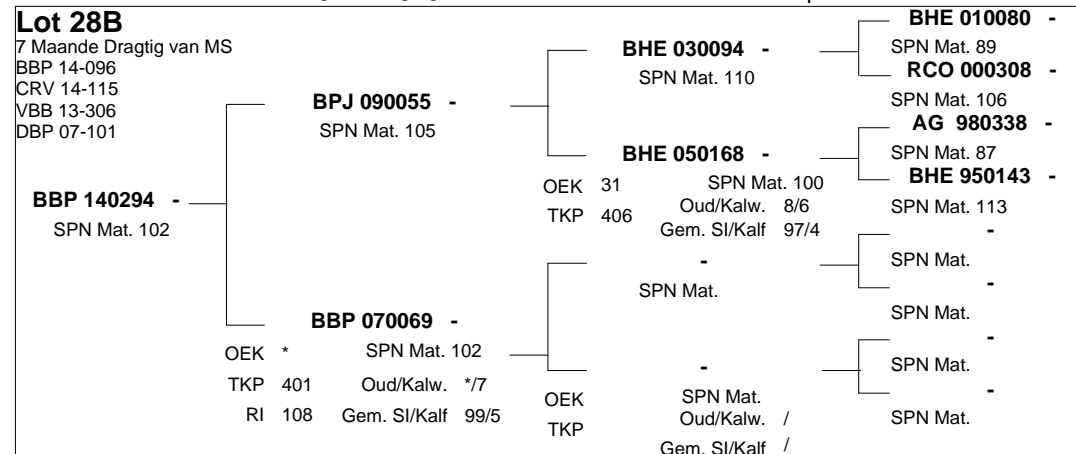 Lot 28B
7 Maande Dragtig van MS
BBP 14-096
CRV 14-115
VBB 13-306
DBP 07-101
BBP 140294 -
SPN Mat. 102
BPJ 090055 -
SPN Mat. 105
BBP 070069 -
OEK * SPN Mat. 102
TKP 401 Oud/Kalw. */7
RI 108 Gem. SI/Kalf 99/5
BHE 030094 -
SPN Mat. 110
BHE 050168 -
OEK 31 SPN Mat. 100
TKP 406 Oud/Kalw. 8/6
Gem. SI/Kalf 97/4
-
SPN Mat.
-
OEK SPN Mat.
TKP Oud/Kalw. /
Gem. SI/Kalf /
BHE 010080 -
SPN Mat. 89
RCO 000308 -
SPN Mat. 106
AG 980338 -
SPN Mat. 87
BHE 950143 -
SPN Mat. 113
-
SPN Mat.
-
SPN Mat.
-
SPN Mat.
-
SPN Mat.